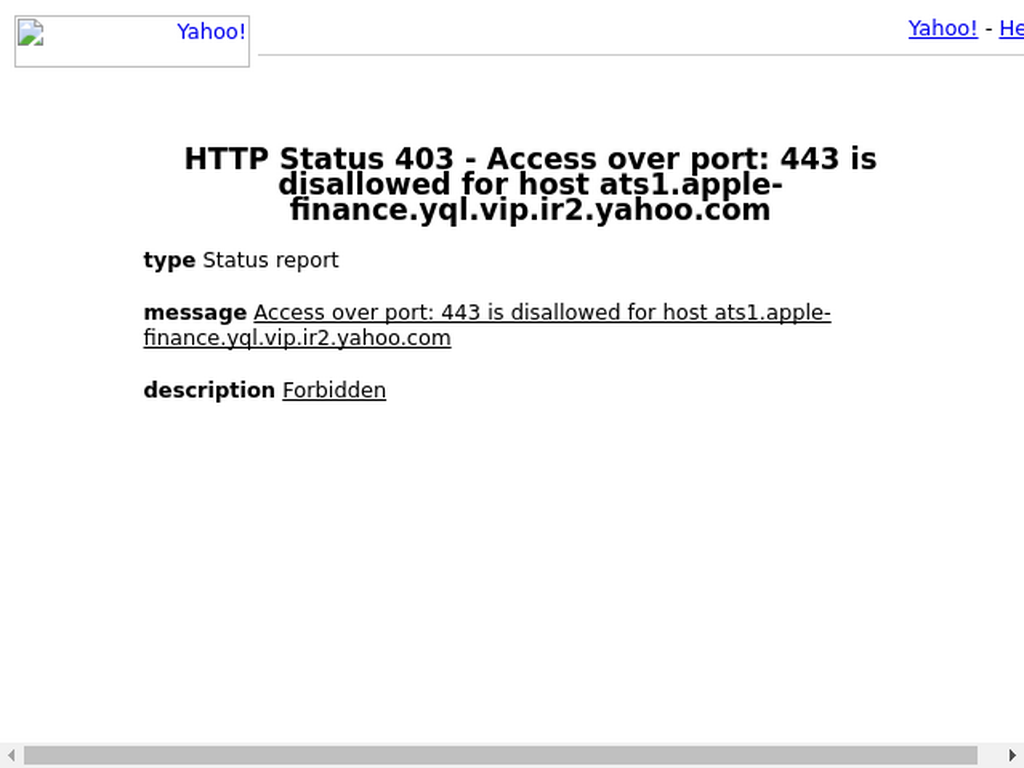 Yahoo!
Yahoo! - He
HTTP Status 403 - Access over port: 443 is
disallowed for host ats1.apple-
finance.yql.vip.ir2.yahoo.com
type Status report
message Access over port: 443 is disallowed for host ats1.apple-
finance.yql.vip.ir2.yahoo.com
description Forbidden